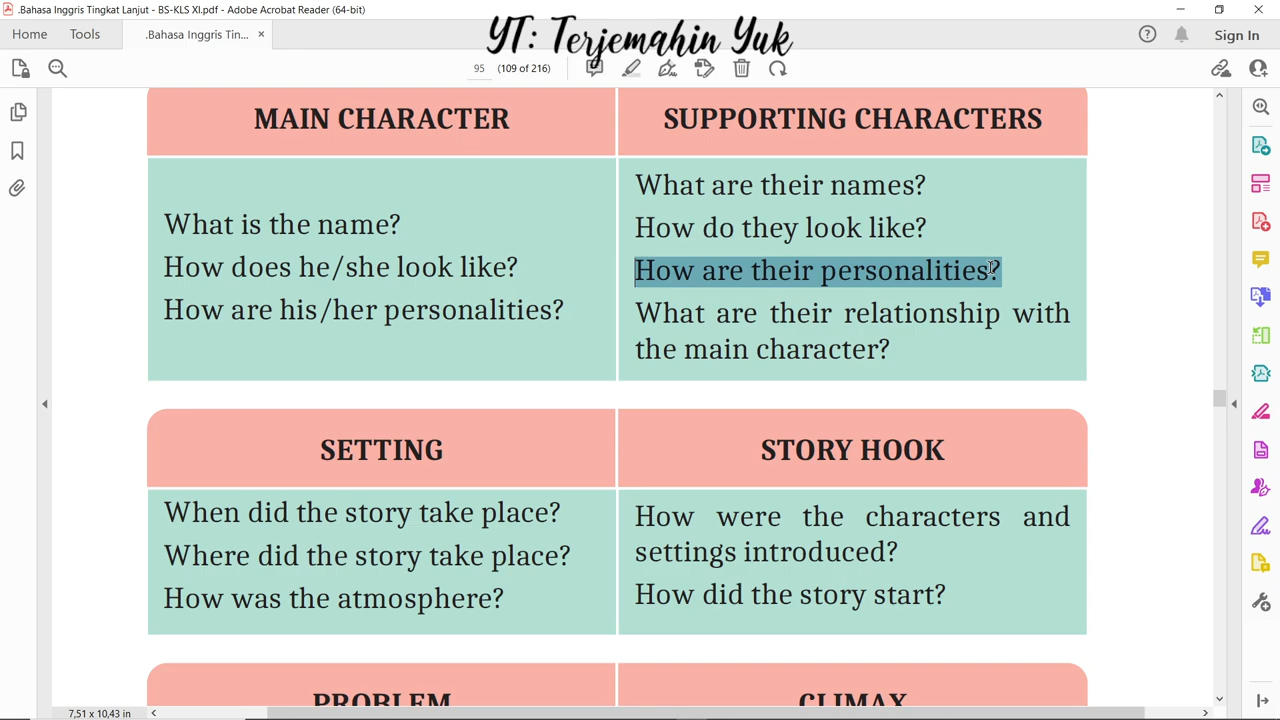 .Bahasa Inggris Tingkat Lanjut - BS-KLS XI.pdf - Adobe Acrobat Reader (64-bit)
YT: Terjemahin Yuk
Home Tools .Bahasa Inggris Tin... × Sign In
95 (109 of 216)
MAIN CHARACTER
What is the name?
How does he/she look like?
How are his/her personalities?
SUPPORTING CHARACTERS
What are their names?
How do they look like?
How are their personalities?
What are their relationship with
the main character?
SETTING
When did the story take place?
Where did the story take place?
How was the atmosphere?
STORY HOOK
How were the characters and
settings introduced?
How did the story start?
PROBLEM
CLIMAX
7,51 x 10,43 in